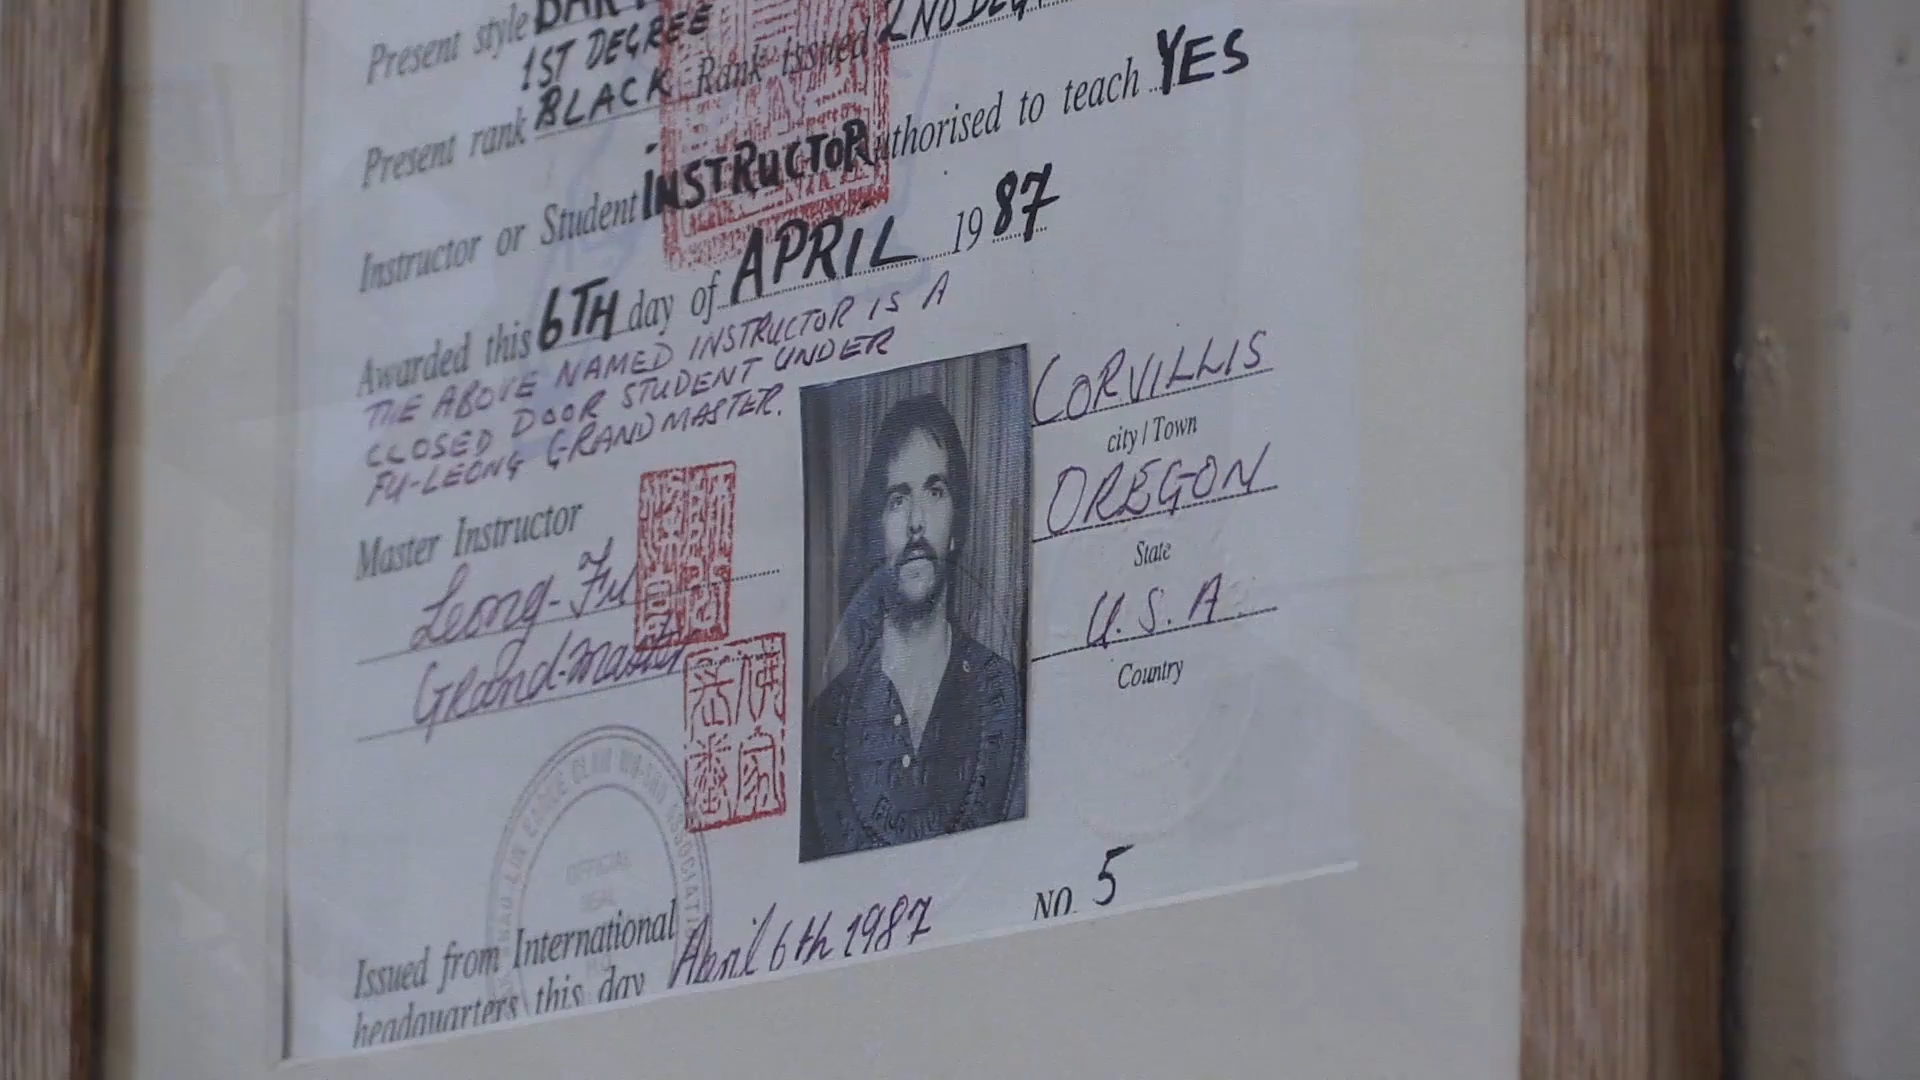 Present style
1ST DEGREE
Present rank BLACK Rank issued 2ND
Instructor or Student INSTRUCTOR Authorised to teach YES
Awarded this 6TH day of APRIL 1987
THE ABOVE NAMED INSTRUCTOR IS A
CLOSED DOOR STUDENT UNDER
FU-LEONG GRANDMASTER.
Master Instructor
Leong-Fu
Grand-master
CORVILLIS
city / Town
OREGON
State
U.S.A
Country
OFFICIAL
SEAL
Issued from International
headquarters this day April 6th 1987
NO. 5